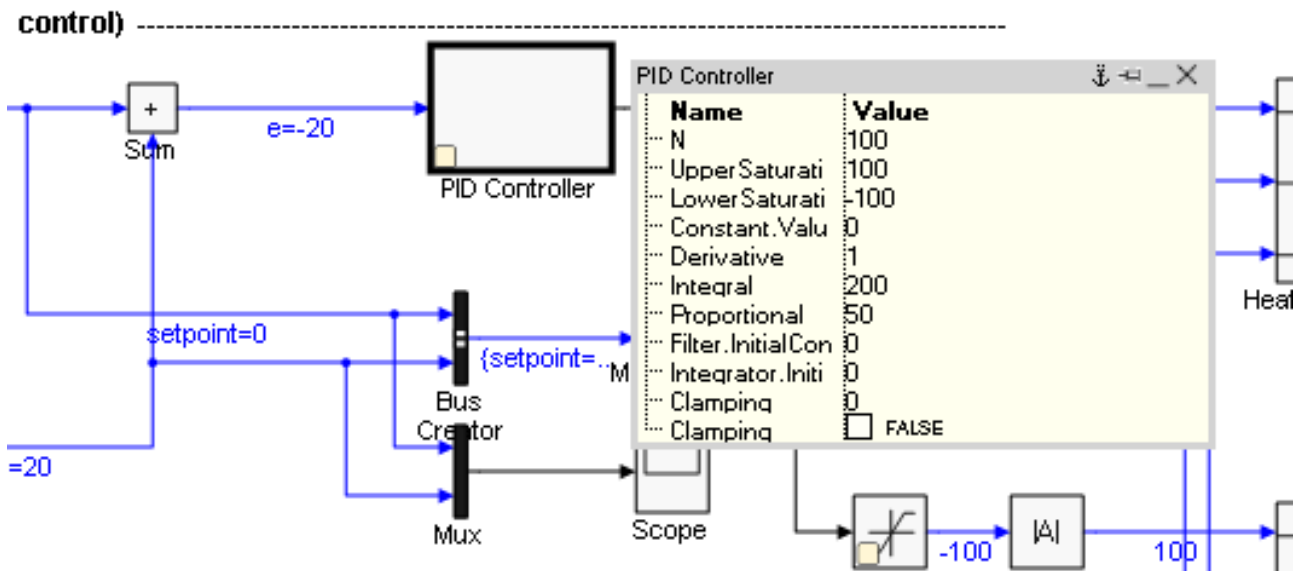 control) ------------------------------------------------
PID Controller
Name Value
N 100
UpperSaturati 100
LowerSaturati -100
Constant.Valu 0
Derivative 1
Integral 200
Proportional 50
Filter.InitialCon 0
Integrator.Initi 0
Clamping 0
Clamping FALSE
+
Sum
e=-20
PID Controller
setpoint=0
{setpoint=..
M
Bus
Creator
=20
Mux
Scope
-100
|A|
100
Heat